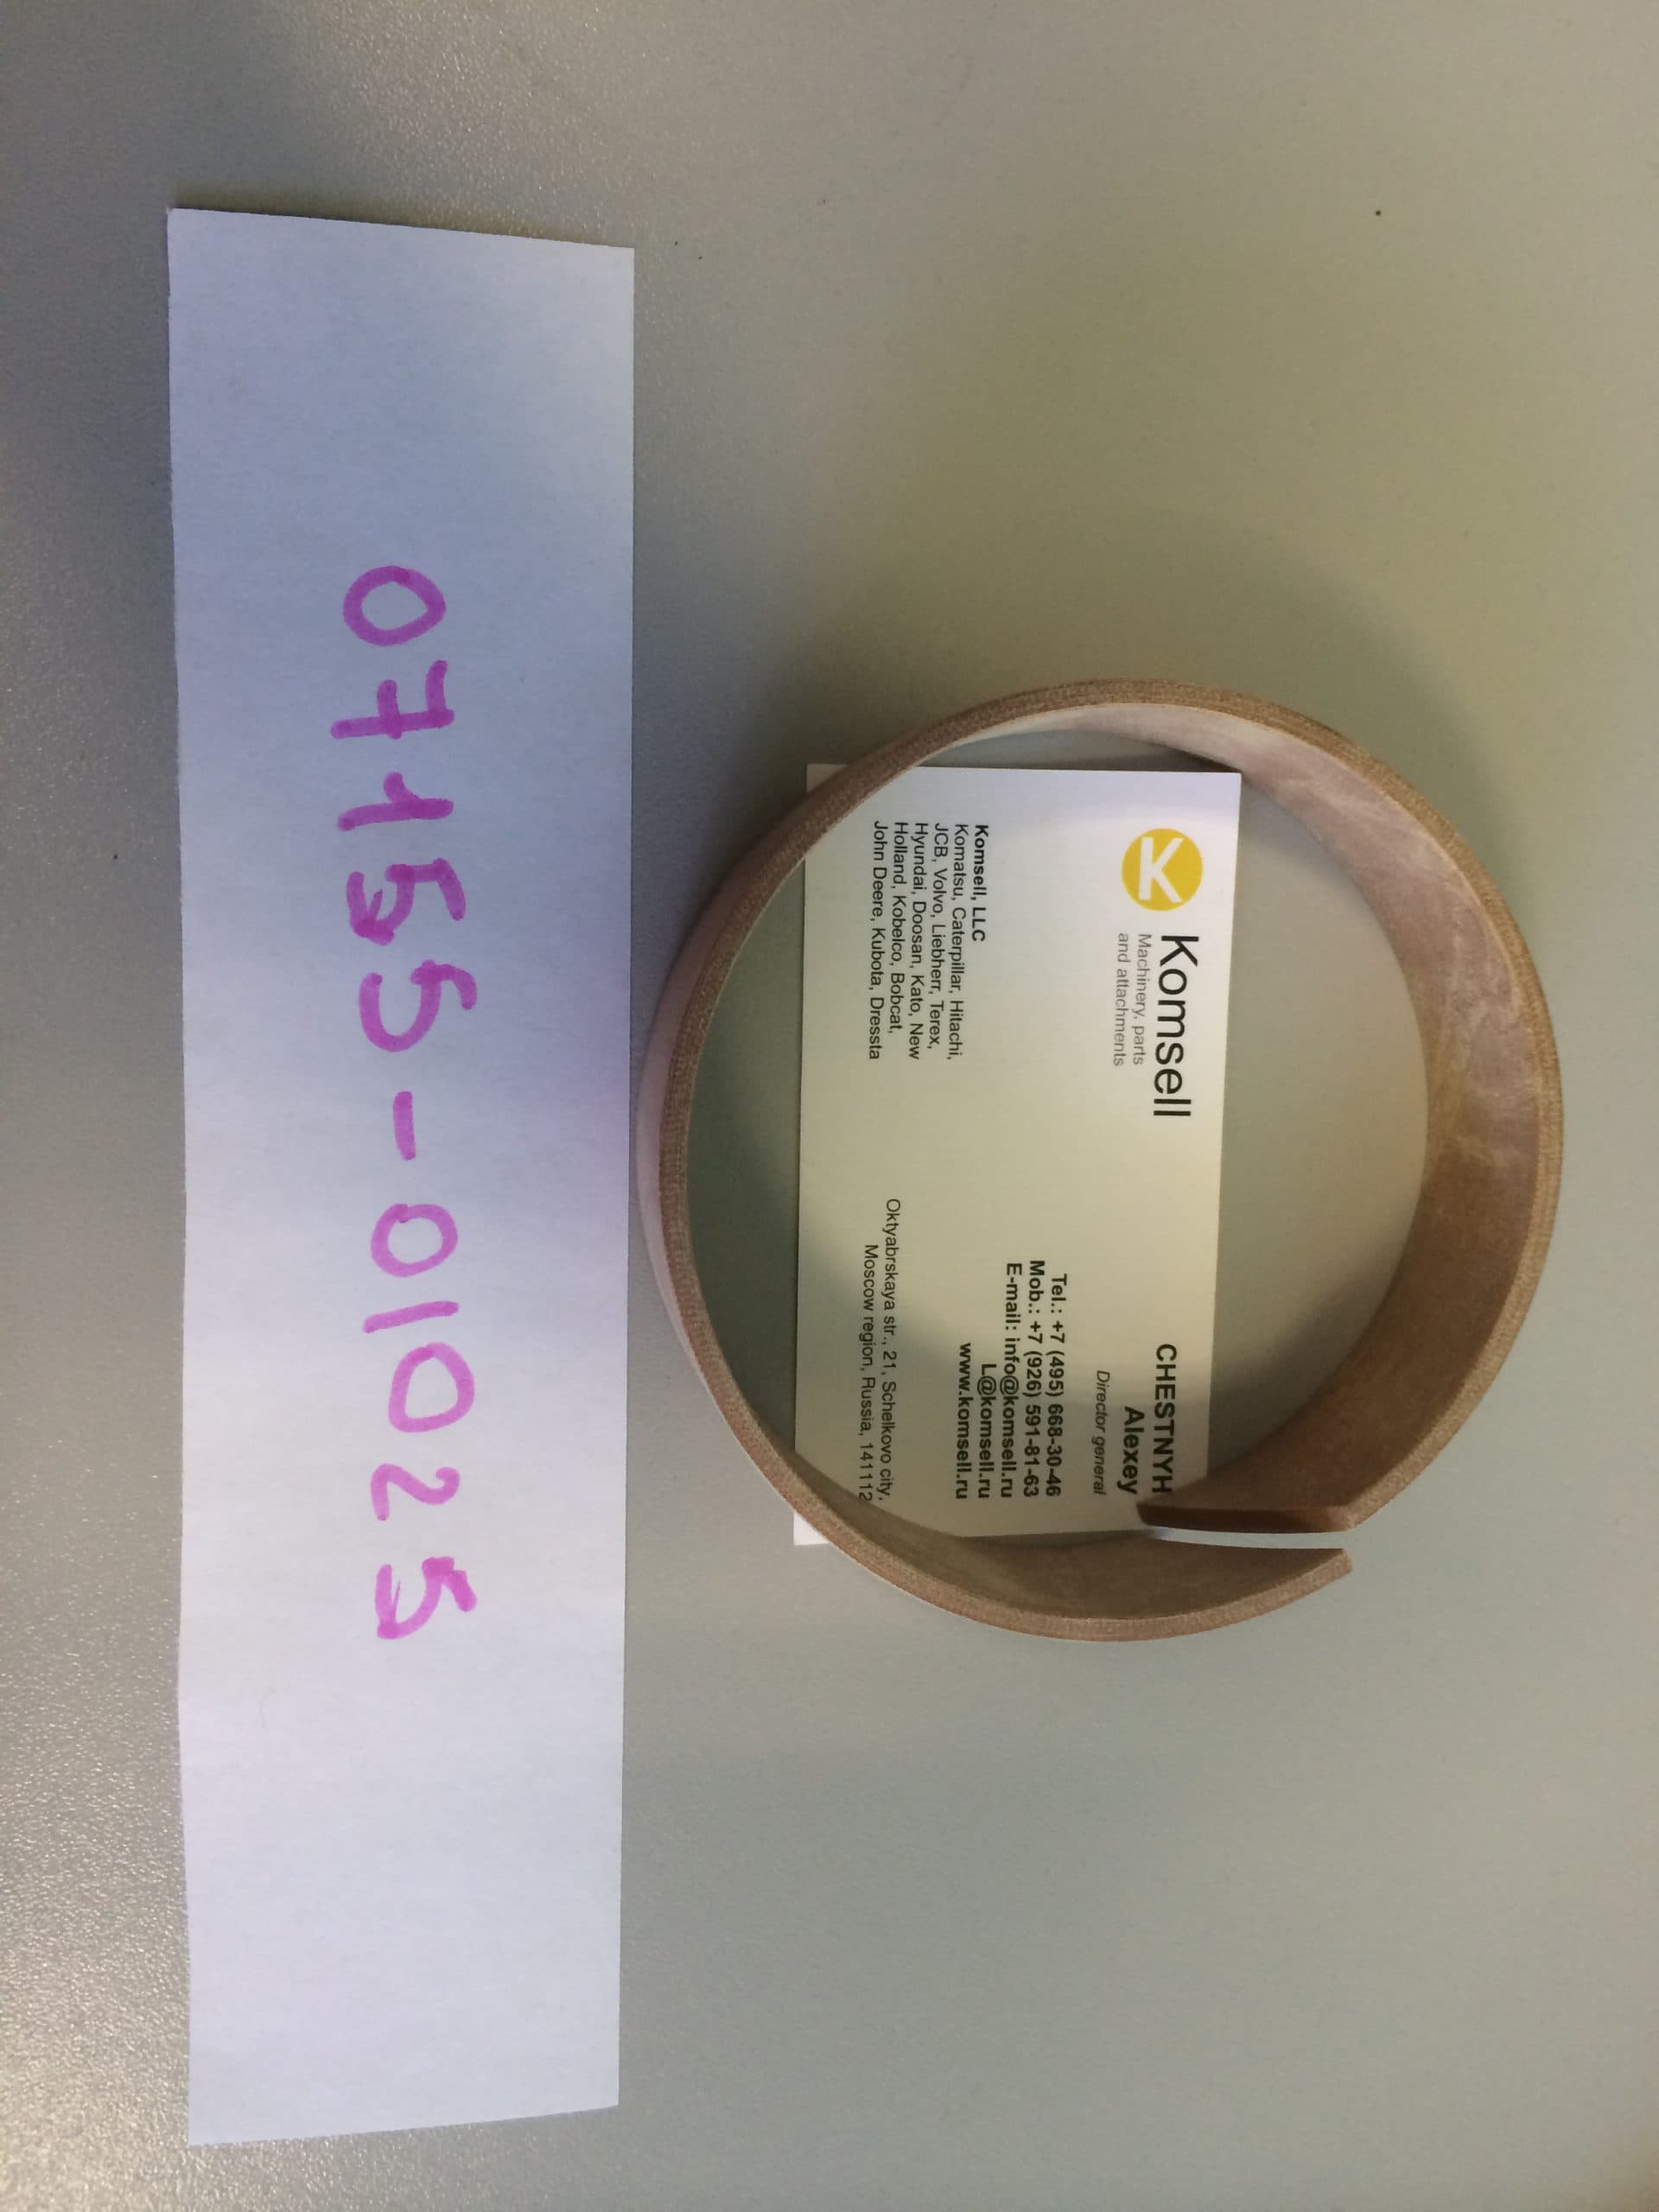 07155-01025
K
Komsell
Machinery, parts
and attachments
CHESTNYH
Alexey
Director general
Tel.: +7 (495) 668-30-46
Mob.: +7 (926) 591-81-63
E-mail: info@komsell.ru
L@komsell.ru
www.komsell.ru
Komsell, LLC
Komatsu, Caterpillar, Hitachi,
JCB, Volvo, Liebherr, Terex,
Hyundai, Doosan, Kato, New
Holland, Kobelco, Bobcat,
John Deere, Kubota, Dressta
Oktyabrskaya str., 21, Schelkovo city,
Moscow region, Russia, 141112